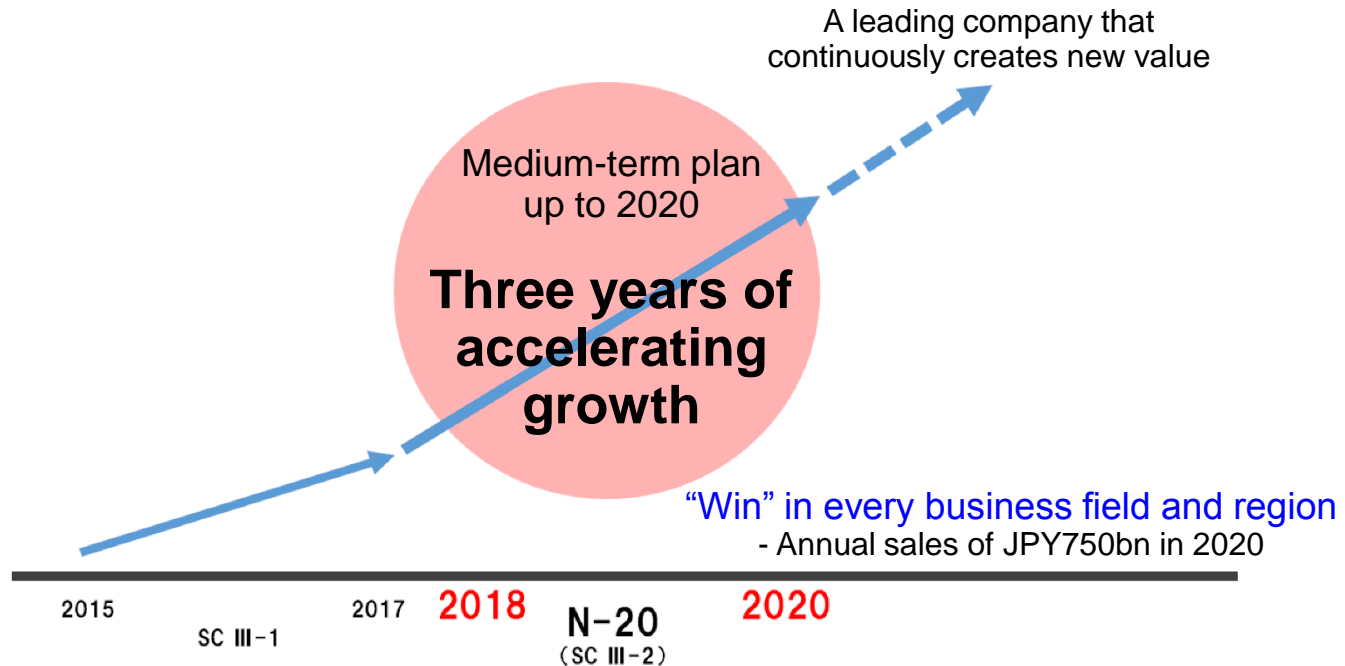 A leading company that
continuously creates new value
Medium-term plan
up to 2020
Three years of
accelerating
growth
“Win” in every business field and region
- Annual sales of JPY750bn in 2020
2015
SC Ⅲ-1
2017
2018
N-20
(SC Ⅲ-2)
2020